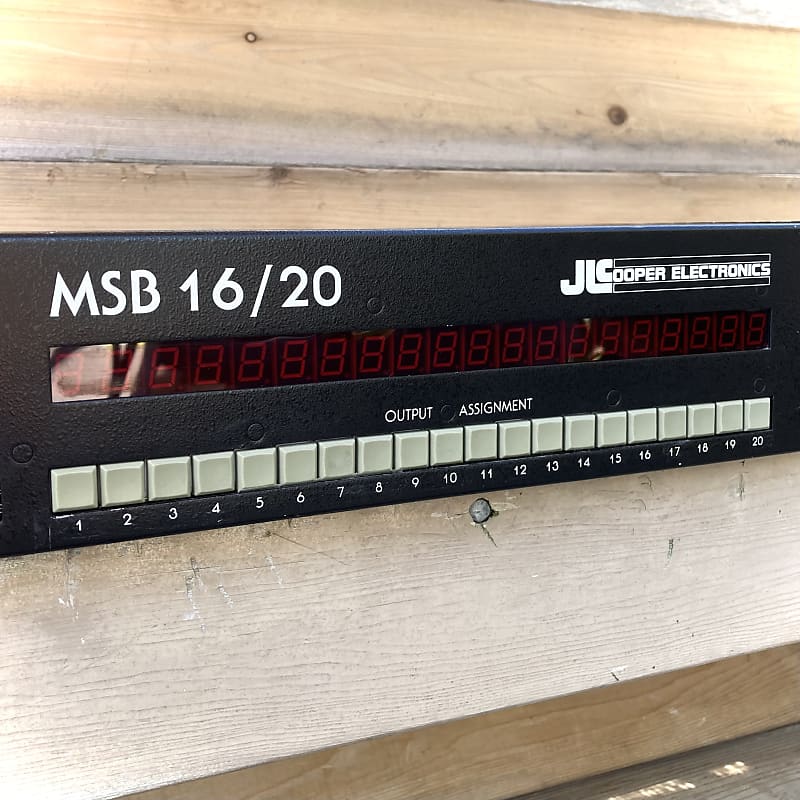 MSB 16/20
JLCOOPER ELECTRONICS
OUTPUT ASSIGNMENT
1 2 3 4 5 6 7 8 9 10 11 12 13 14 15 16 17 18 19 20